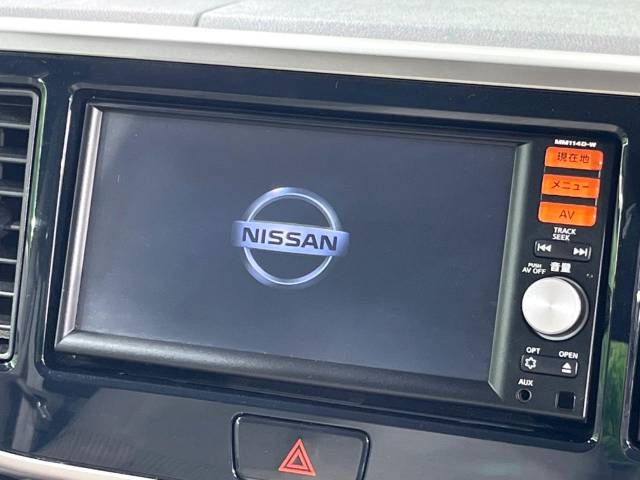 MM114D-W
現在地
メニュー
AV
NISSAN
TRACK
SEEK
PUSH
AV OFF
音量
OPT
OPEN
AUX